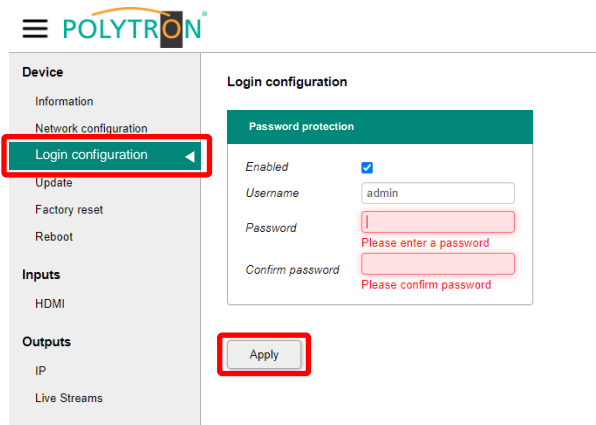 POLYTRON®
Device
Information
Network configuration
Login configuration
Update
Factory reset
Reboot
Inputs
HDMI
Outputs
IP
Live Streams
Login configuration
Password protection
Enabled
Username admin
Password
Please enter a password
Confirm password
Please confirm password
Apply